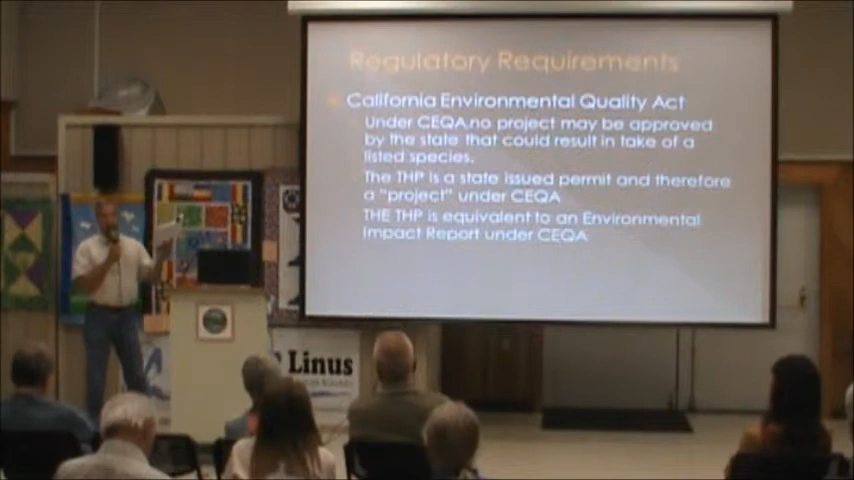 Regulatory Requirements
California Environmental Quality Act
Under CEQA,no project may be approved
by the state that could result in take of a
listed species.
The THP is a state issued permit and therefore
a "project" under CEQA
THE THP is equivalent to an Environmental
Impact Report under CEQA
Linus